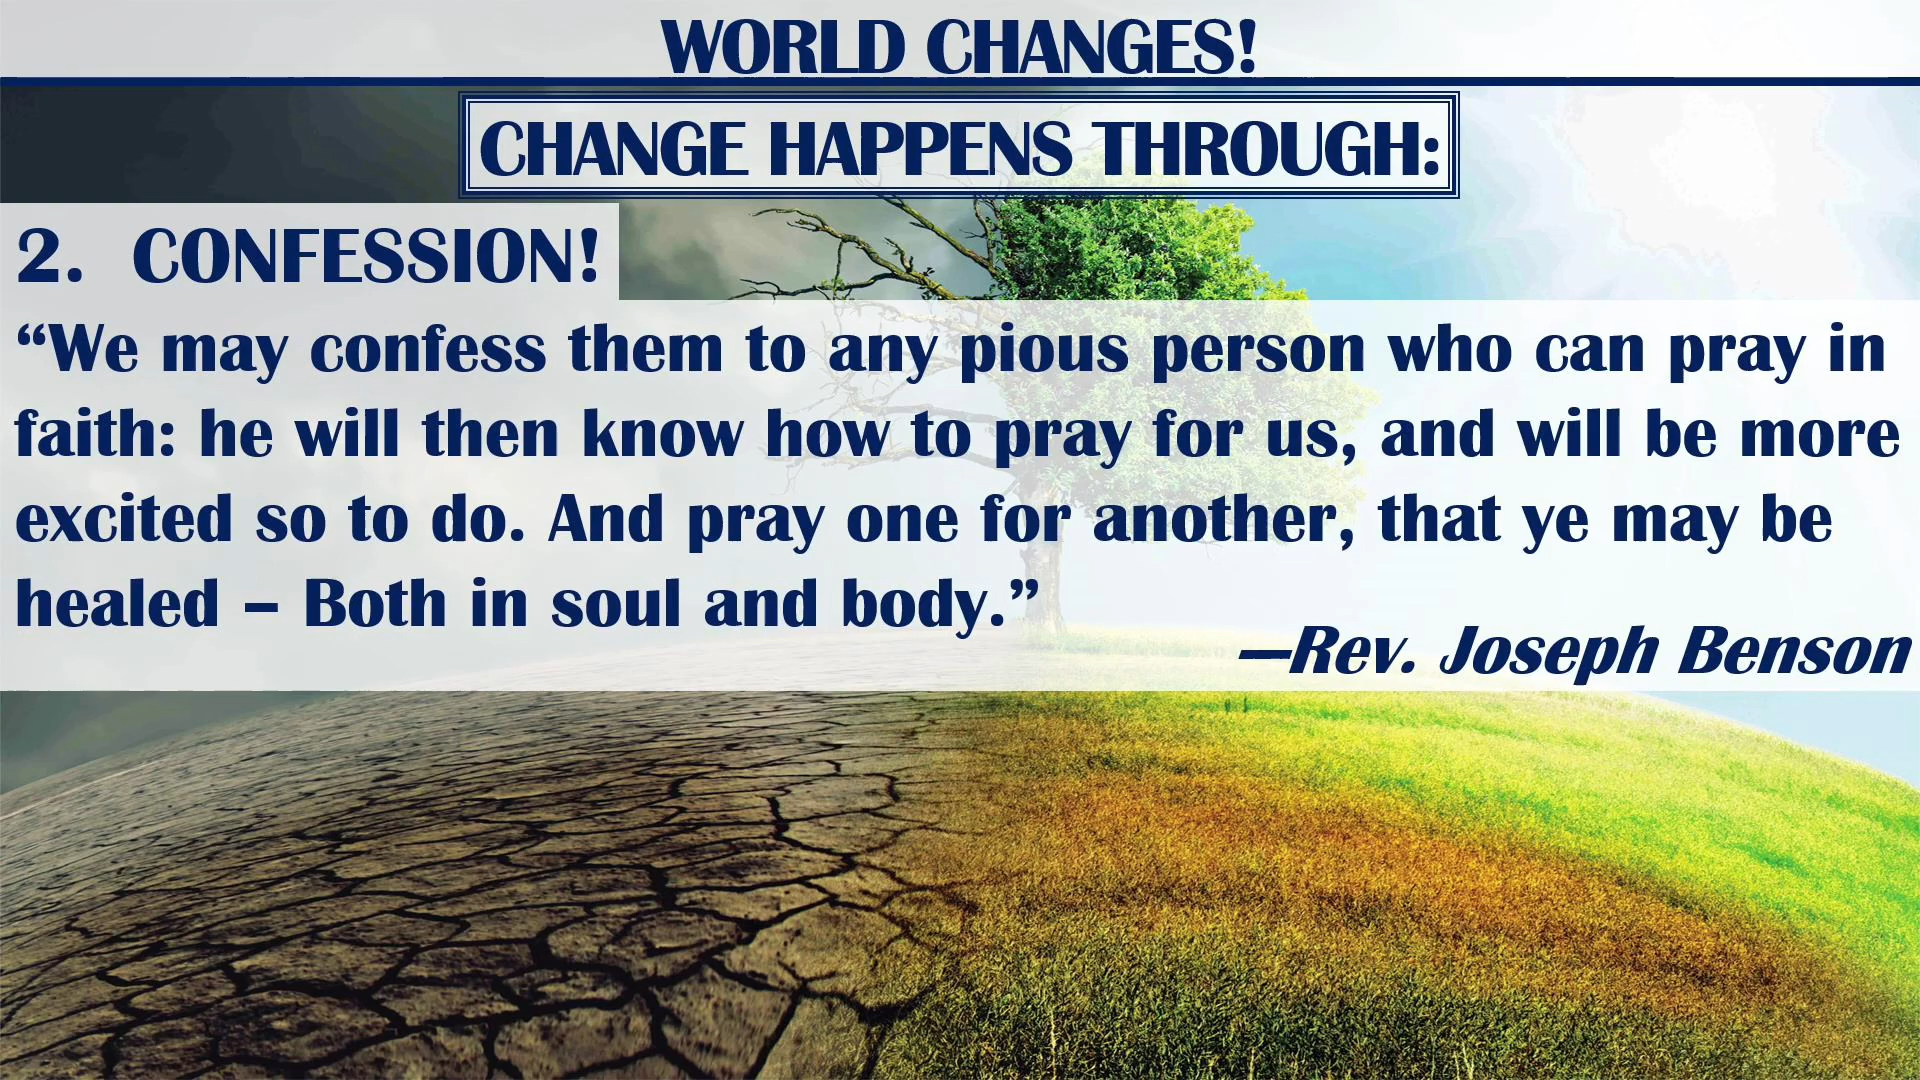 WORLD CHANGES!
CHANGE HAPPENS THROUGH:
2. CONFESSION!
“We may confess them to any pious person who can pray in
faith: he will then know how to pray for us, and will be more
excited so to do. And pray one for another, that ye may be
healed – Both in soul and body.”
—Rev. Joseph Benson